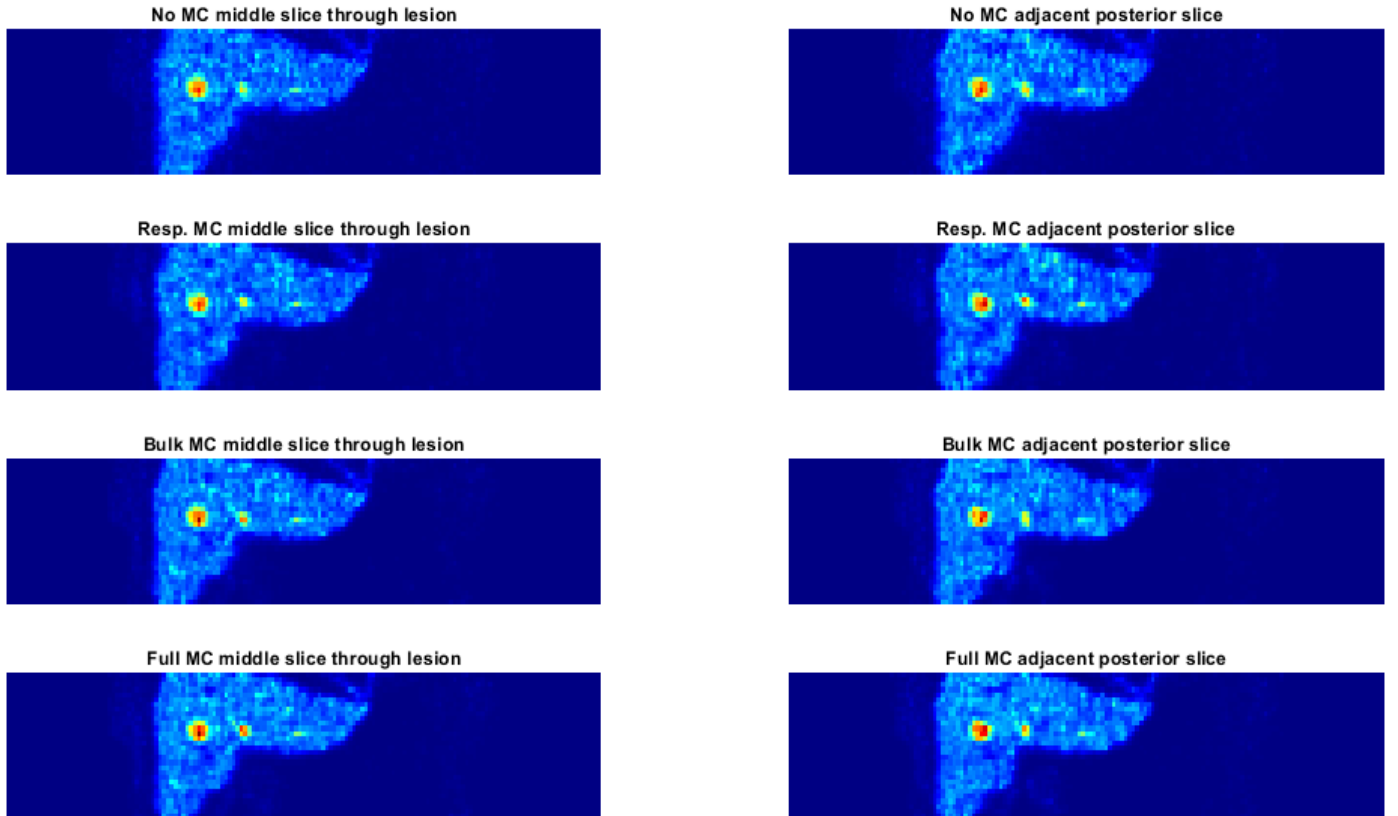 No MC middle slice through lesion
No MC adjacent posterior slice
Resp. MC middle slice through lesion
Resp. MC adjacent posterior slice
Bulk MC middle slice through lesion
Bulk MC adjacent posterior slice
Full MC middle slice through lesion
Full MC adjacent posterior slice